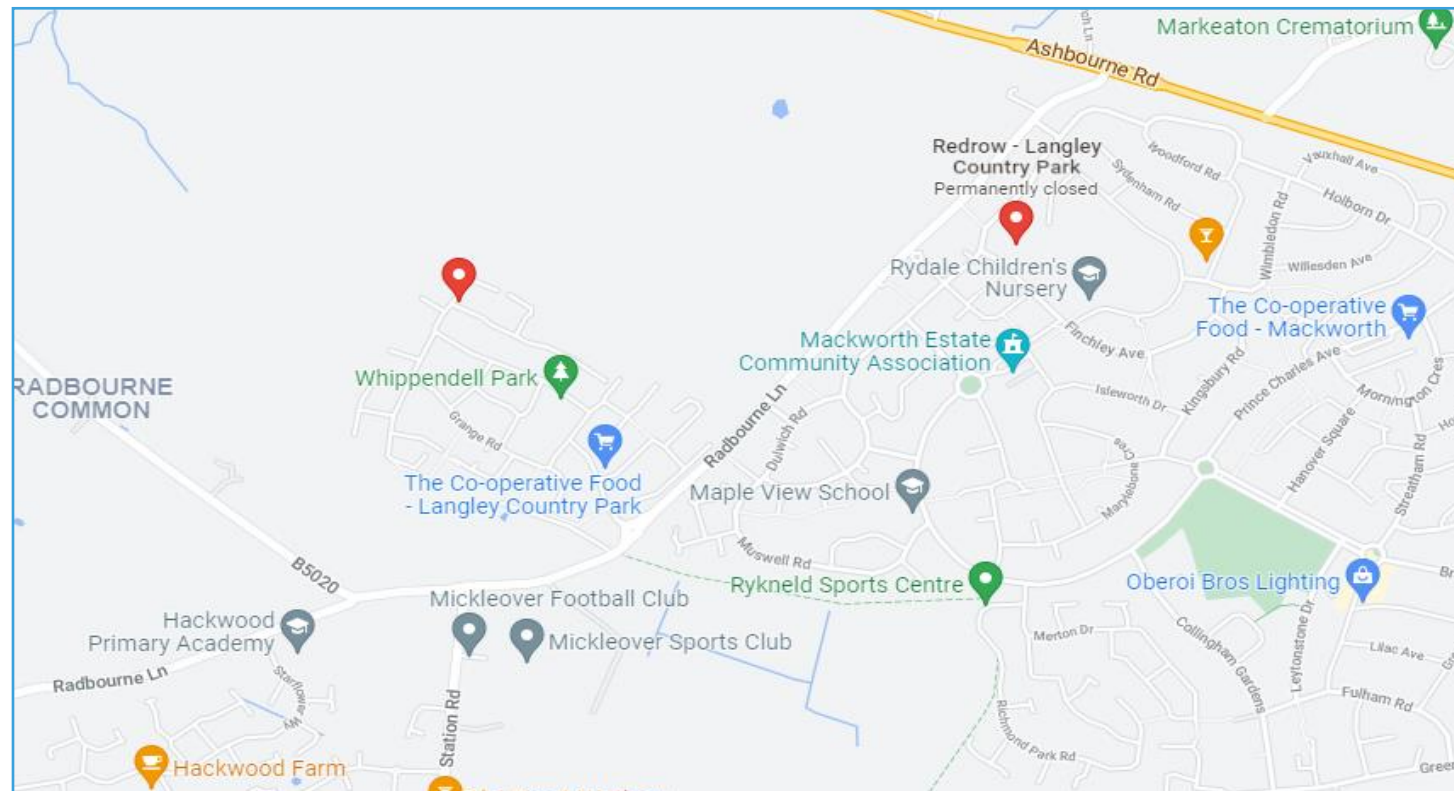 Markeaton Crematorium
Ashbourne Rd
Redrow - Langley
Country Park
Permanently closed
Woodford Rd
Vauxhall Ave
Sydenham Rd
Holborn Dr
Wimbledon Rd
Rydale Children's
Nursery
Willesden Ave
The Co-operative
Food - Mackworth
Finchley Ave
Mackworth Estate
Community Association
Kingsbury Rd
Prince Charles Ave
Whippendell Park
RADBOURNE
COMMON
Isleworth Dr
Mornington Cres
Radbourne Ln
Dulwich Rd
Grange Rd
Hanover Square
Streatham Rd
Marylebone Cres
The Co-operative Food
- Langley Country Park
Maple View School
Muswell Rd
B5020
Rykneld Sports Centre
Oberoi Bros Lighting
Mickleover Football Club
Hackwood
Primary Academy
Mickleover Sports Club
Merton Dr
Collingham Gardens
Leytonstone Dr
Lilac Ave
Radbourne Ln
Starflower Wy
Station Rd
Fulham Rd
Richmond Park Rd
Hackwood Farm
Green